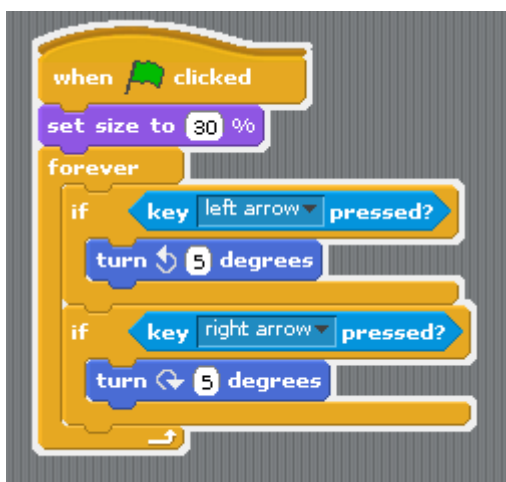 when clicked
set size to 30 %
forever
if key left arrow pressed?
turn 5 degrees
if key right arrow pressed?
turn 5 degrees